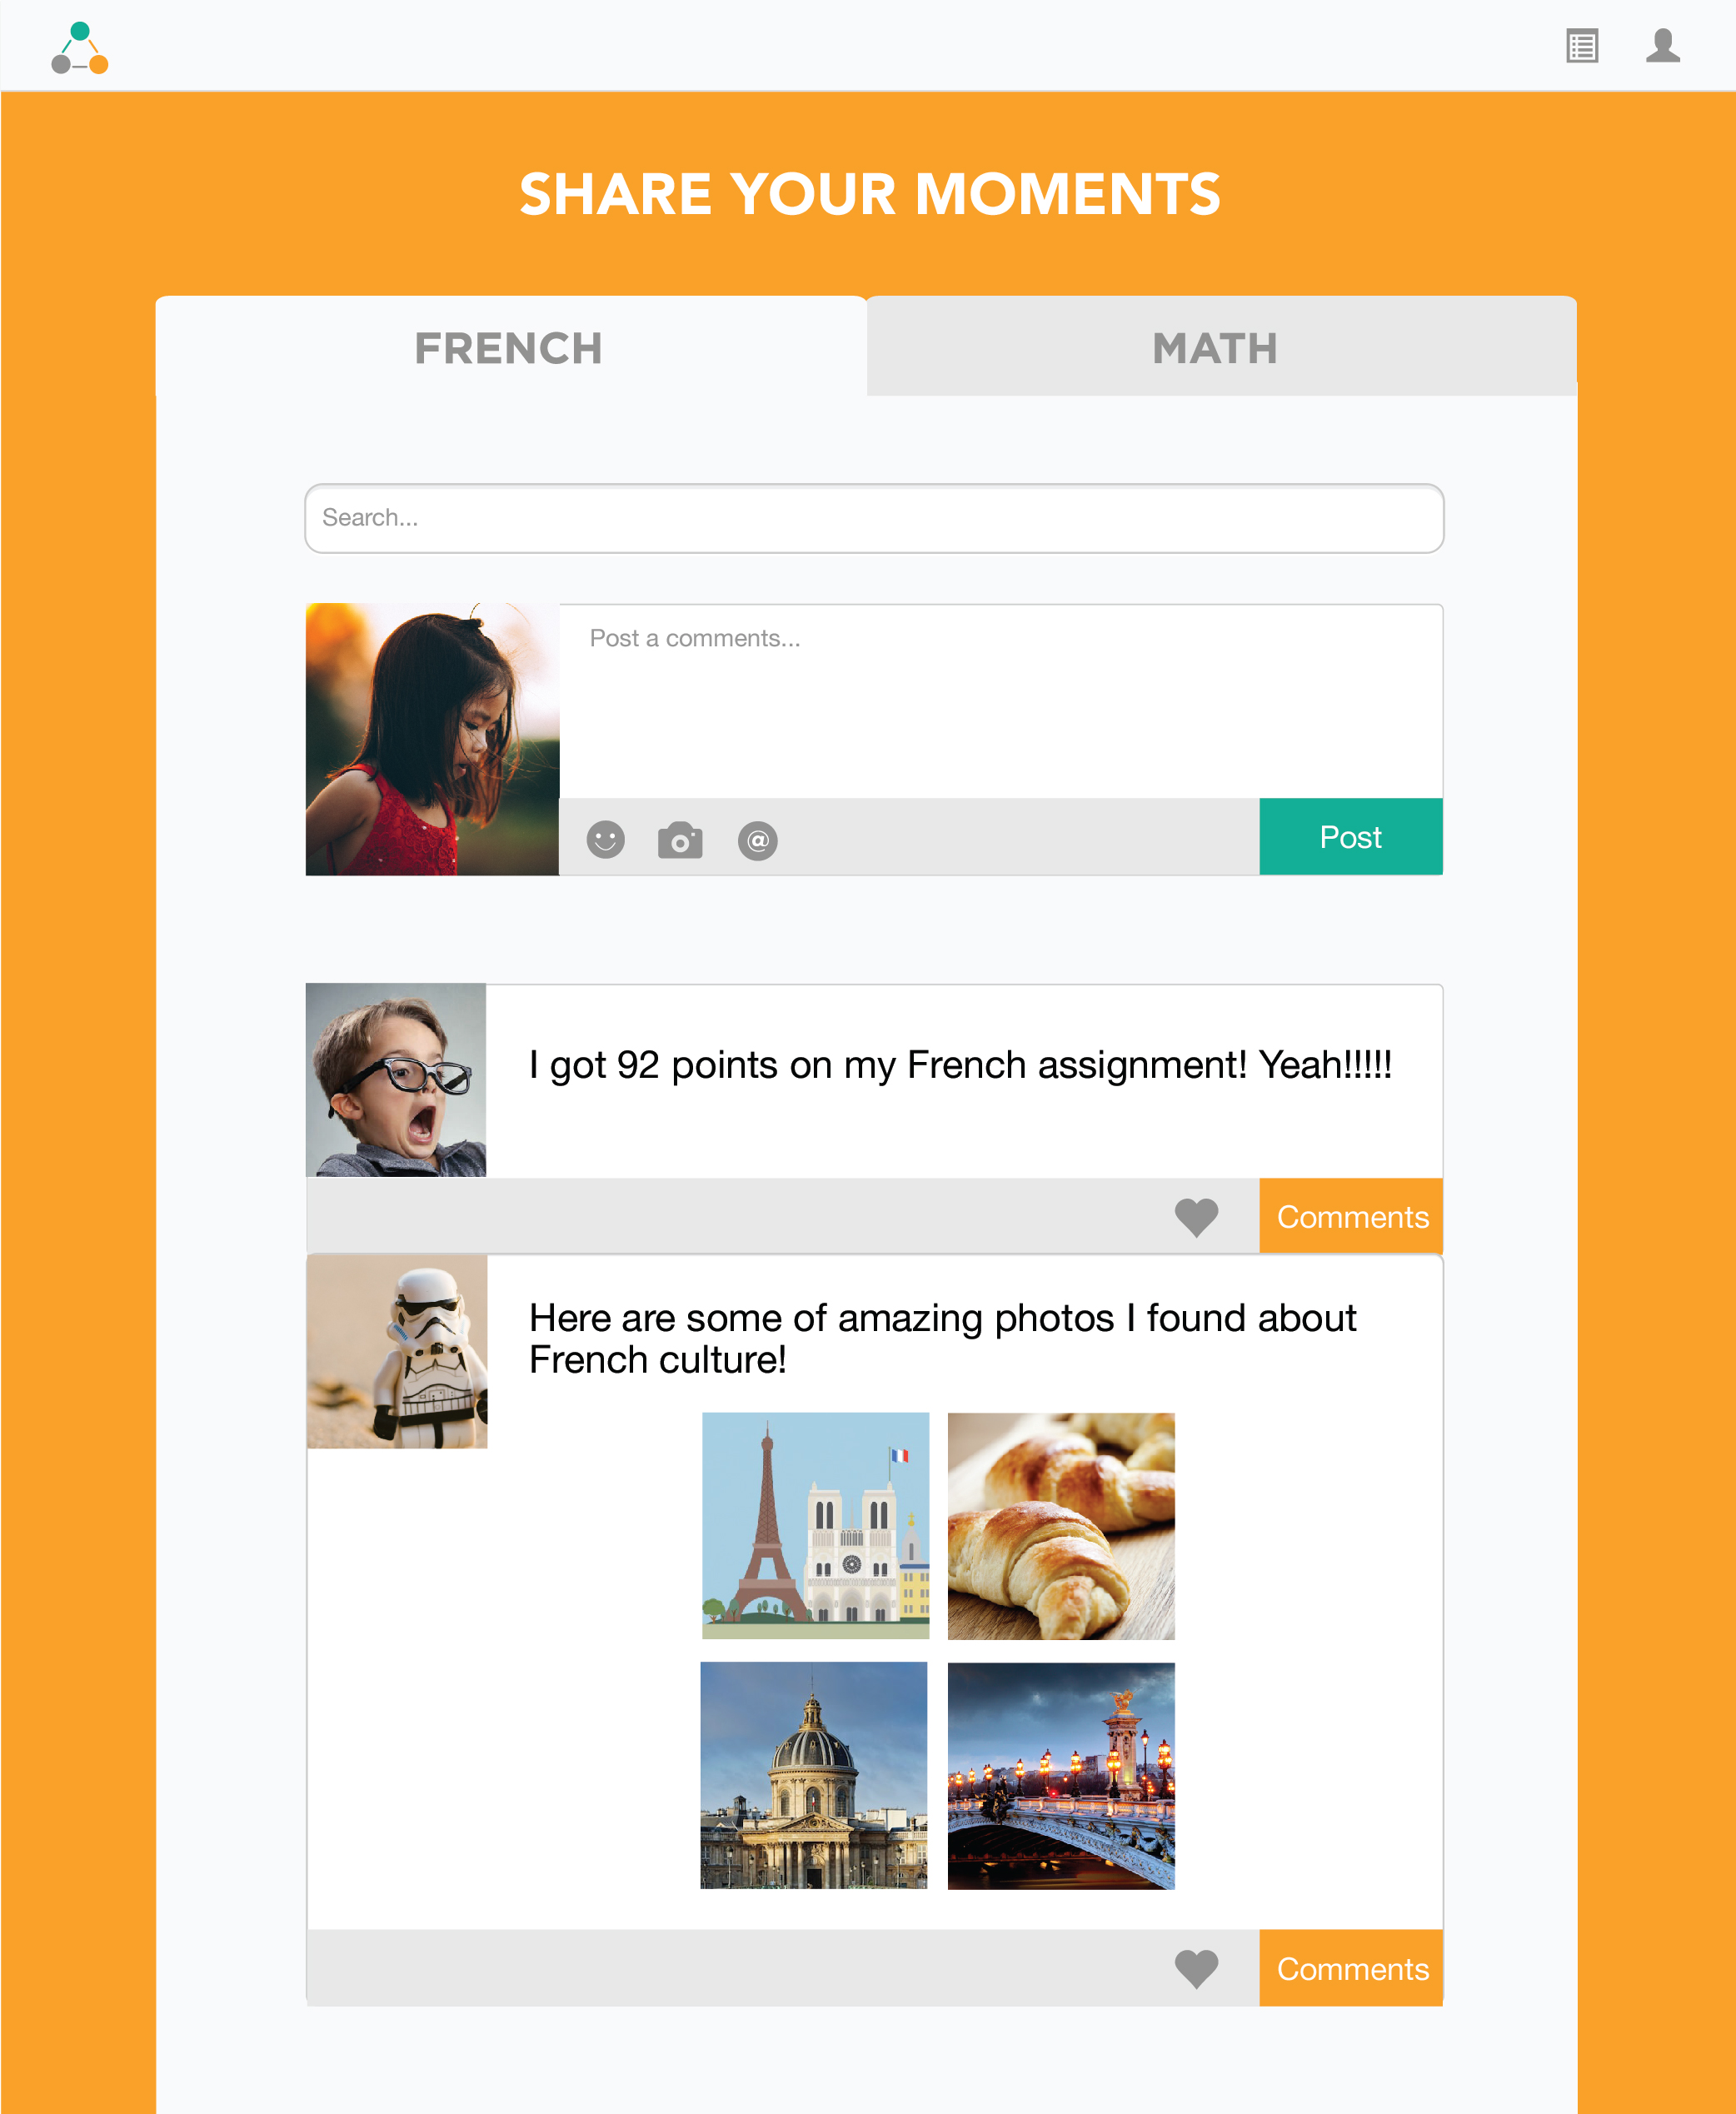 SHARE YOUR MOMENTS
FRENCH
MATH
Search...
Post a comments...
@
Post
I got 92 points on my French assignment! Yeah!!!!!
Comments
Here are some of amazing photos I found about
French culture!
Comments